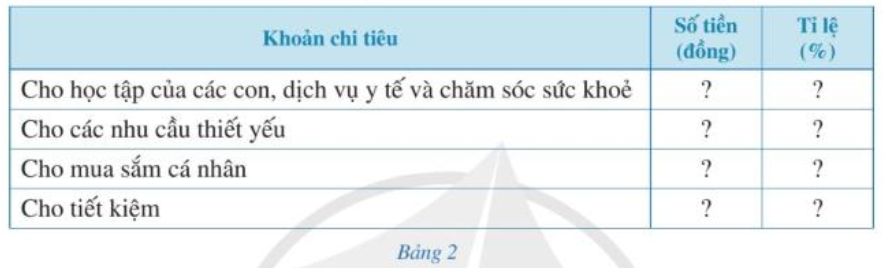 Khoản chi tiêu Số tiền (đồng) Tỉ lệ (%)
Cho học tập của các con, dịch vụ y tế và chăm sóc sức khoẻ ? ?
Cho các nhu cầu thiết yếu ? ?
Cho mua sắm cá nhân ? ?
Cho tiết kiệm ? ?
Bảng 2